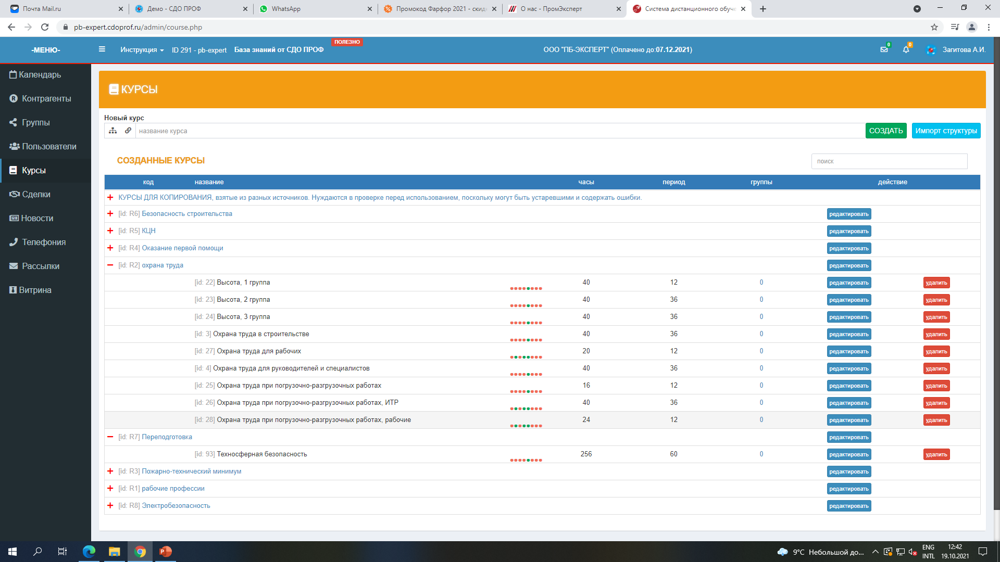 Почта Mail.ru
Демо - СДО ПРОФ
WhatsApp
Промокод Фарфор 2021 - скид
О нас - ПромЭксперт
Система дистанционного обуче
pb-expert.cdoprof.ru/admin/course.php
-МЕНЮ-
Инструкция
ID 291 - pb-expert
База знаний от СДО ПРОФ
ПОЛЕЗНО
ООО "ПБ-ЭКСПЕРТ" (Оплачено до:07.12.2021)
0
0
Загитова А.И.
Календарь
Контрагенты
Группы
Пользователи
Курсы
Сделки
Новости
Телефония
Рассылки
Витрина
КУРСЫ
Новый курс
название курса
СОЗДАТЬ
Импорт структуры
СОЗДАННЫЕ КУРСЫ
поиск
код название часы период группы действие
+ КУРСЫ ДЛЯ КОПИРОВАНИЯ, взятые из разных источников. Нуждаются в проверке перед использованием, поскольку могут быть устаревшими и содержать ошибки.
+ [id: R6] Безопасность строительства редактировать
+ [id: R5] КЦН редактировать
+ [id: R4] Оказание первой помощи редактировать
− [id: R2] охрана труда редактировать
[id: 22] Высота, 1 группа 40 12 0 редактировать удалить
[id: 23] Высота, 2 группа 40 36 0 редактировать удалить
[id: 24] Высота, 3 группа 40 36 0 редактировать удалить
[id: 3] Охрана труда в строительстве 40 36 0 редактировать удалить
[id: 27] Охрана труда для рабочих 20 12 0 редактировать удалить
[id: 4] Охрана труда для руководителей и специалистов 40 36 0 редактировать удалить
[id: 25] Охрана труда при погрузочно-разгрузочных работах 16 12 0 редактировать удалить
[id: 26] Охрана труда при погрузочно-разгрузочных работах, ИТР 40 36 0 редактировать удалить
[id: 28] Охрана труда при погрузочно-разгрузочных работах, рабочие 24 12 0 редактировать удалить
− [id: R7] Переподготовка редактировать
[id: 93] Техносферная безопасность 256 60 0 редактировать удалить
+ [id: R3] Пожарно-технический минимум редактировать
+ [id: R1] рабочие профессии редактировать
+ [id: R8] Электробезопасность редактировать
9°C Небольшой до...
ENG
INTL
12:42
19.10.2021